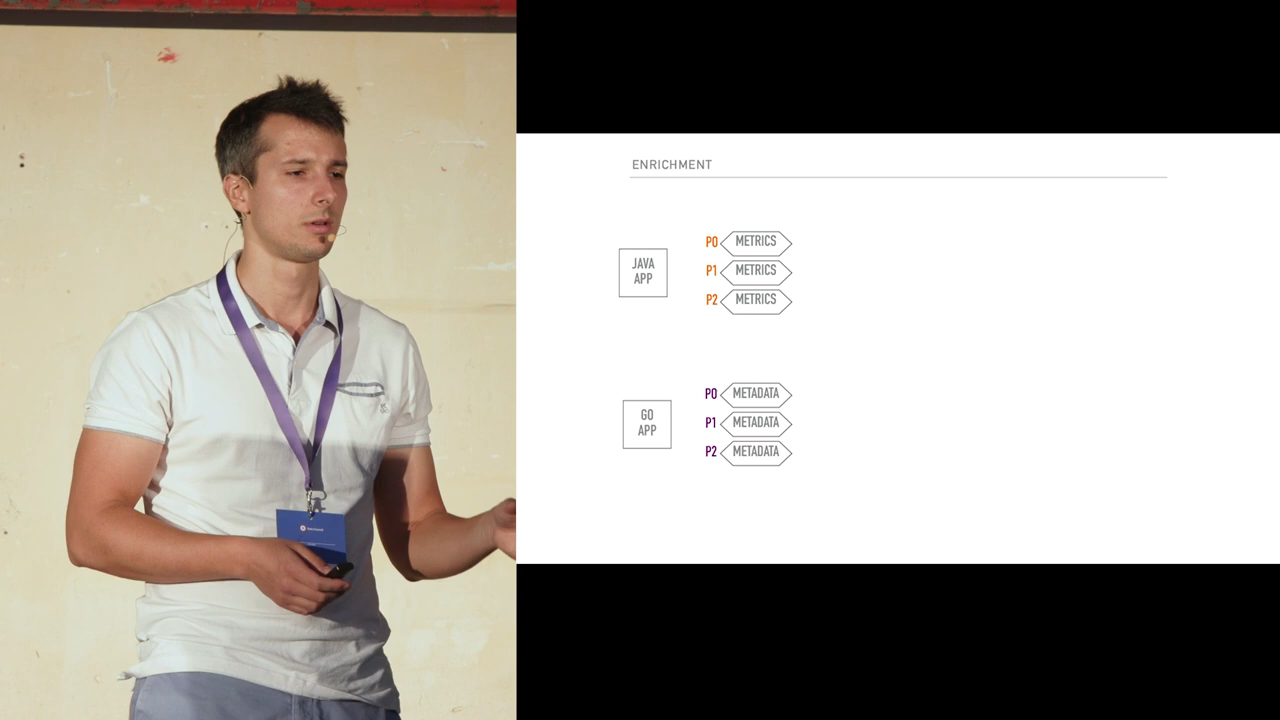 ENRICHMENT
JAVA
APP
P0 METRICS
P1 METRICS
P2 METRICS
GO
APP
P0 METADATA
P1 METADATA
P2 METADATA